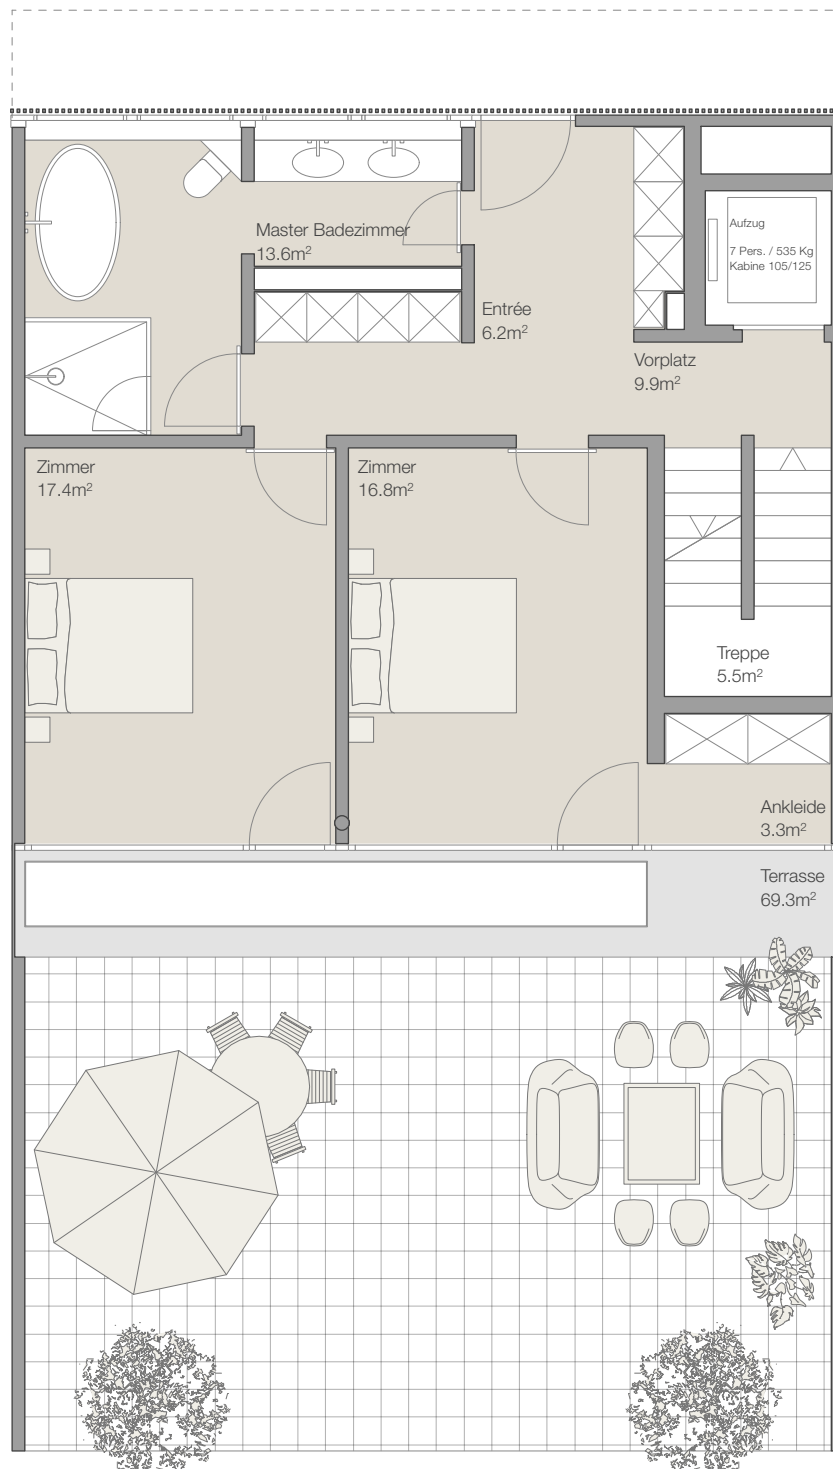 Aufzug
7 Pers. / 535 Kg
Kabine 105/125
Master Badezimmer
13.6m²
Entrée
6.2m²
Vorplatz
9.9m²
Zimmer
17.4m²
Zimmer
16.8m²
Treppe
5.5m²
Ankleide
3.3m²
Terrasse
69.3m²